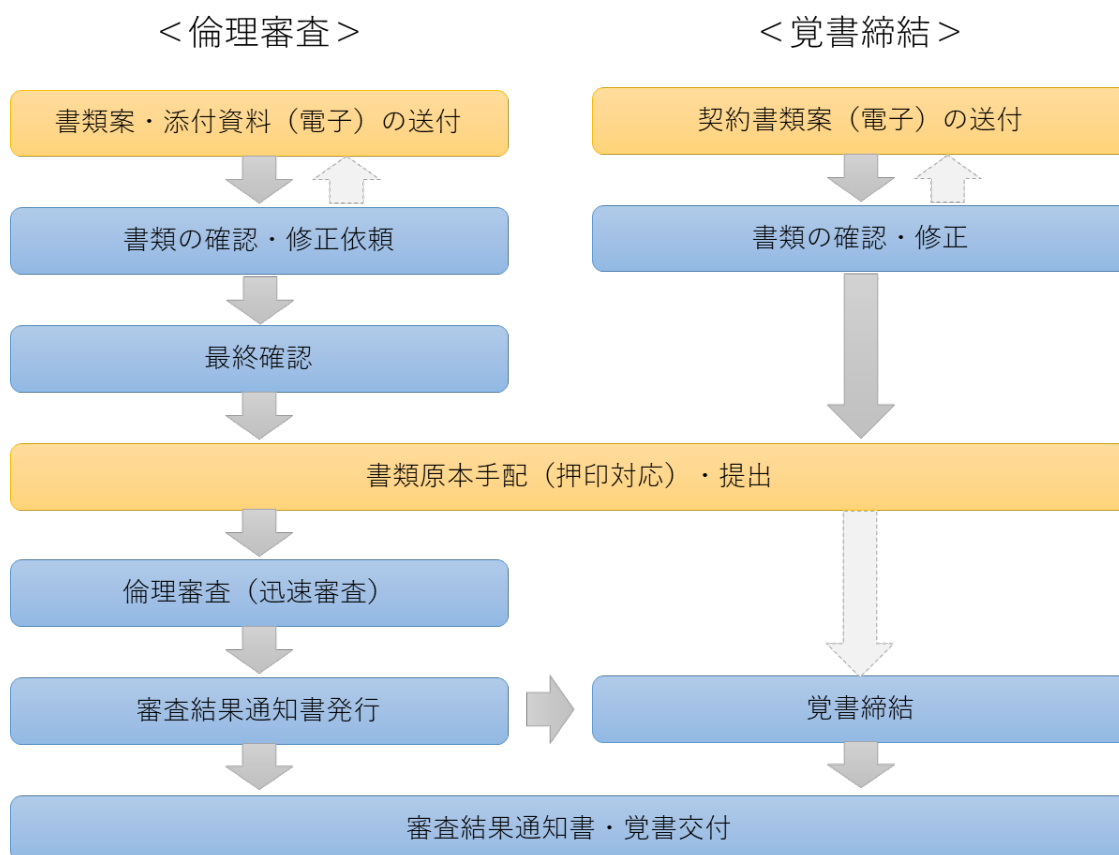 ＜倫理審査＞
＜覚書締結＞
書類案・添付資料（電子）の送付
契約書類案（電子）の送付
書類の確認・修正依頼
書類の確認・修正
最終確認
書類原本手配（押印対応）・提出
倫理審査（迅速審査）
審査結果通知書発行
覚書締結
審査結果通知書・覚書交付